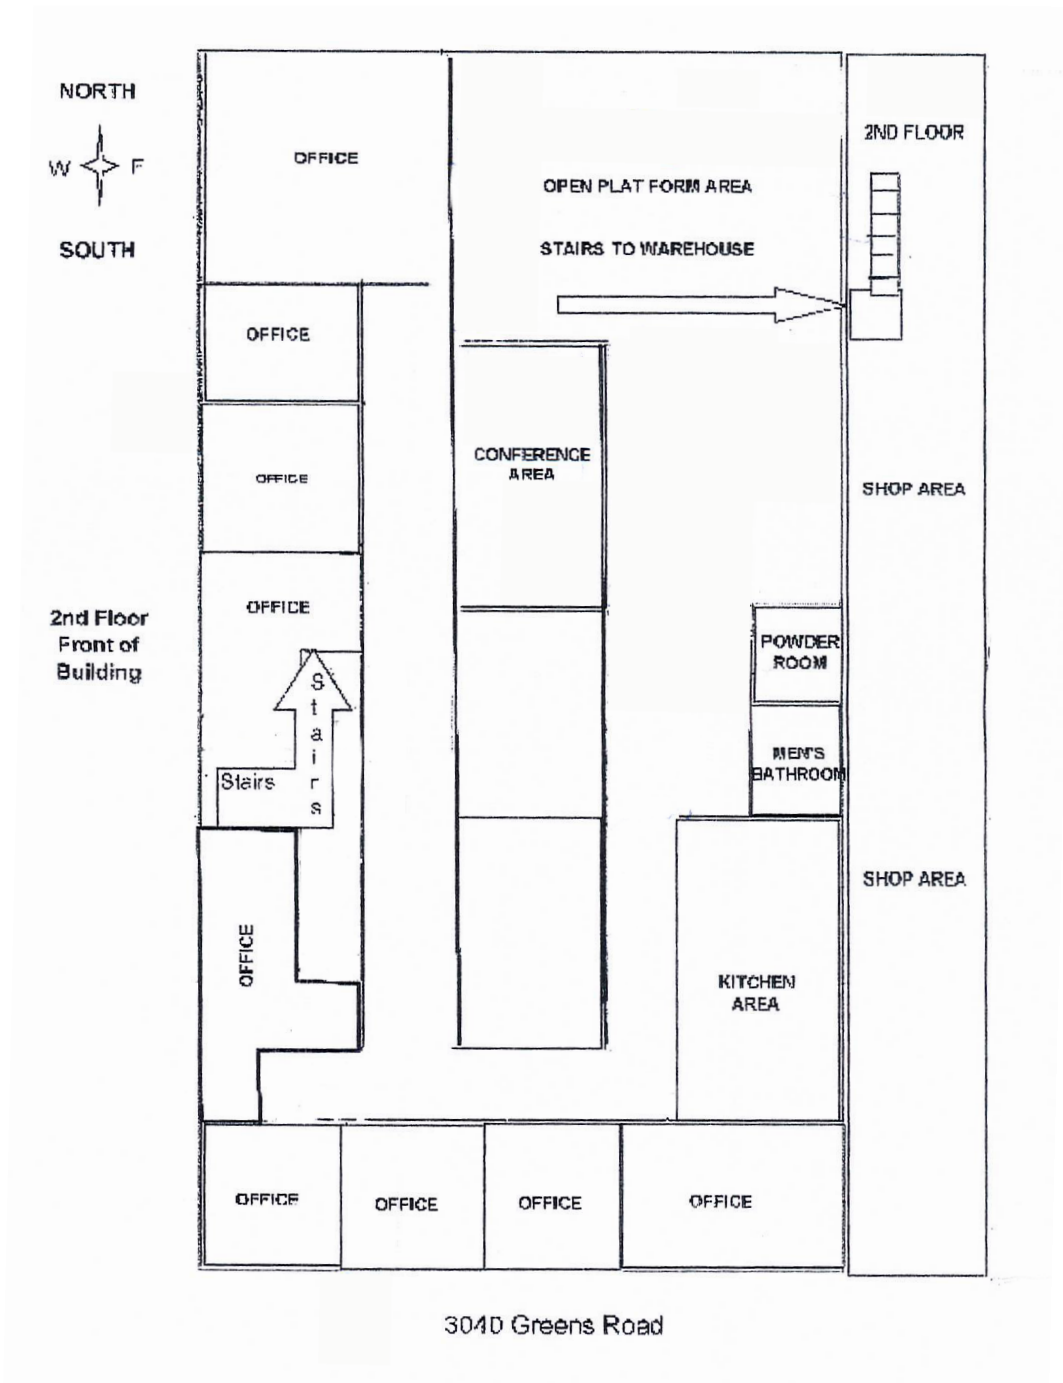 NORTH
W E
SOUTH
OFFICE
OPEN PLAT FORM AREA
STAIRS TO WAREHOUSE
2ND FLOOR
OFFICE
OFFICE
CONFERENCE
AREA
SHOP AREA
2nd Floor
Front of
Building
OFFICE
Stairs
Stairs
POWDER
ROOM
MEN'S
BATHROOM
SHOP AREA
OFFICE
KITCHEN
AREA
OFFICE
OFFICE
OFFICE
OFFICE
3040 Greens Road